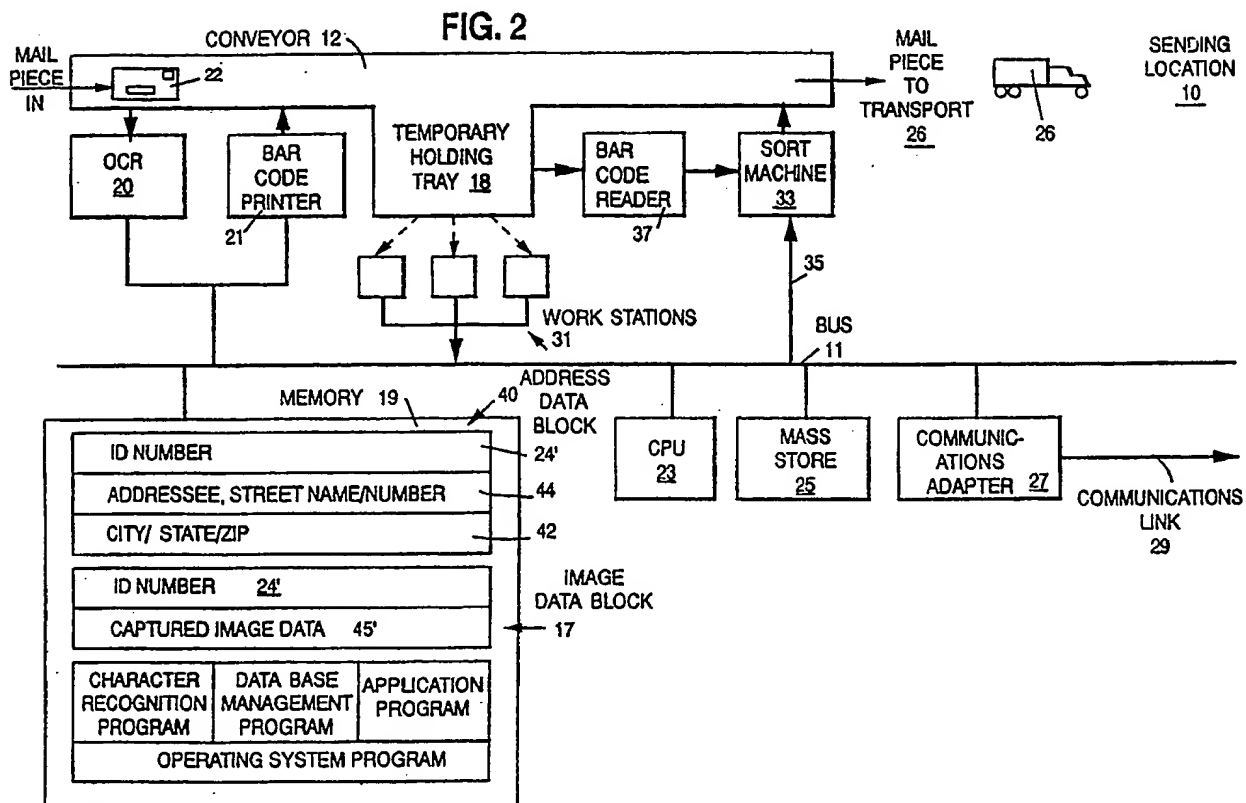 FIG. 2
CONVEYOR 12
MAIL
PIECE
IN
22
MAIL
PIECE
TO
TRANSPORT
26
26
SENDING
LOCATION
10
OCR
20
BAR
CODE
PRINTER
21
TEMPORARY
HOLDING
TRAY 18
BAR
CODE
READER
37
SORT
MACHINE
33
35
WORK STATIONS
31
BUS
11
MEMORY 19
40
ADDRESS
DATA
BLOCK
ID NUMBER
24'
ADDRESSEE, STREET NAME/NUMBER
44
CITY/ STATE/ZIP
42
ID NUMBER 24'
CAPTURED IMAGE DATA 45'
IMAGE
DATA BLOCK
17
CHARACTER
RECOGNITION
PROGRAM
DATA BASE
MANAGEMENT
PROGRAM
APPLICATION
PROGRAM
OPERATING SYSTEM PROGRAM
CPU
23
MASS
STORE
25
COMMUNIC-
ATIONS
ADAPTER 27
COMMUNICATIONS
LINK
29